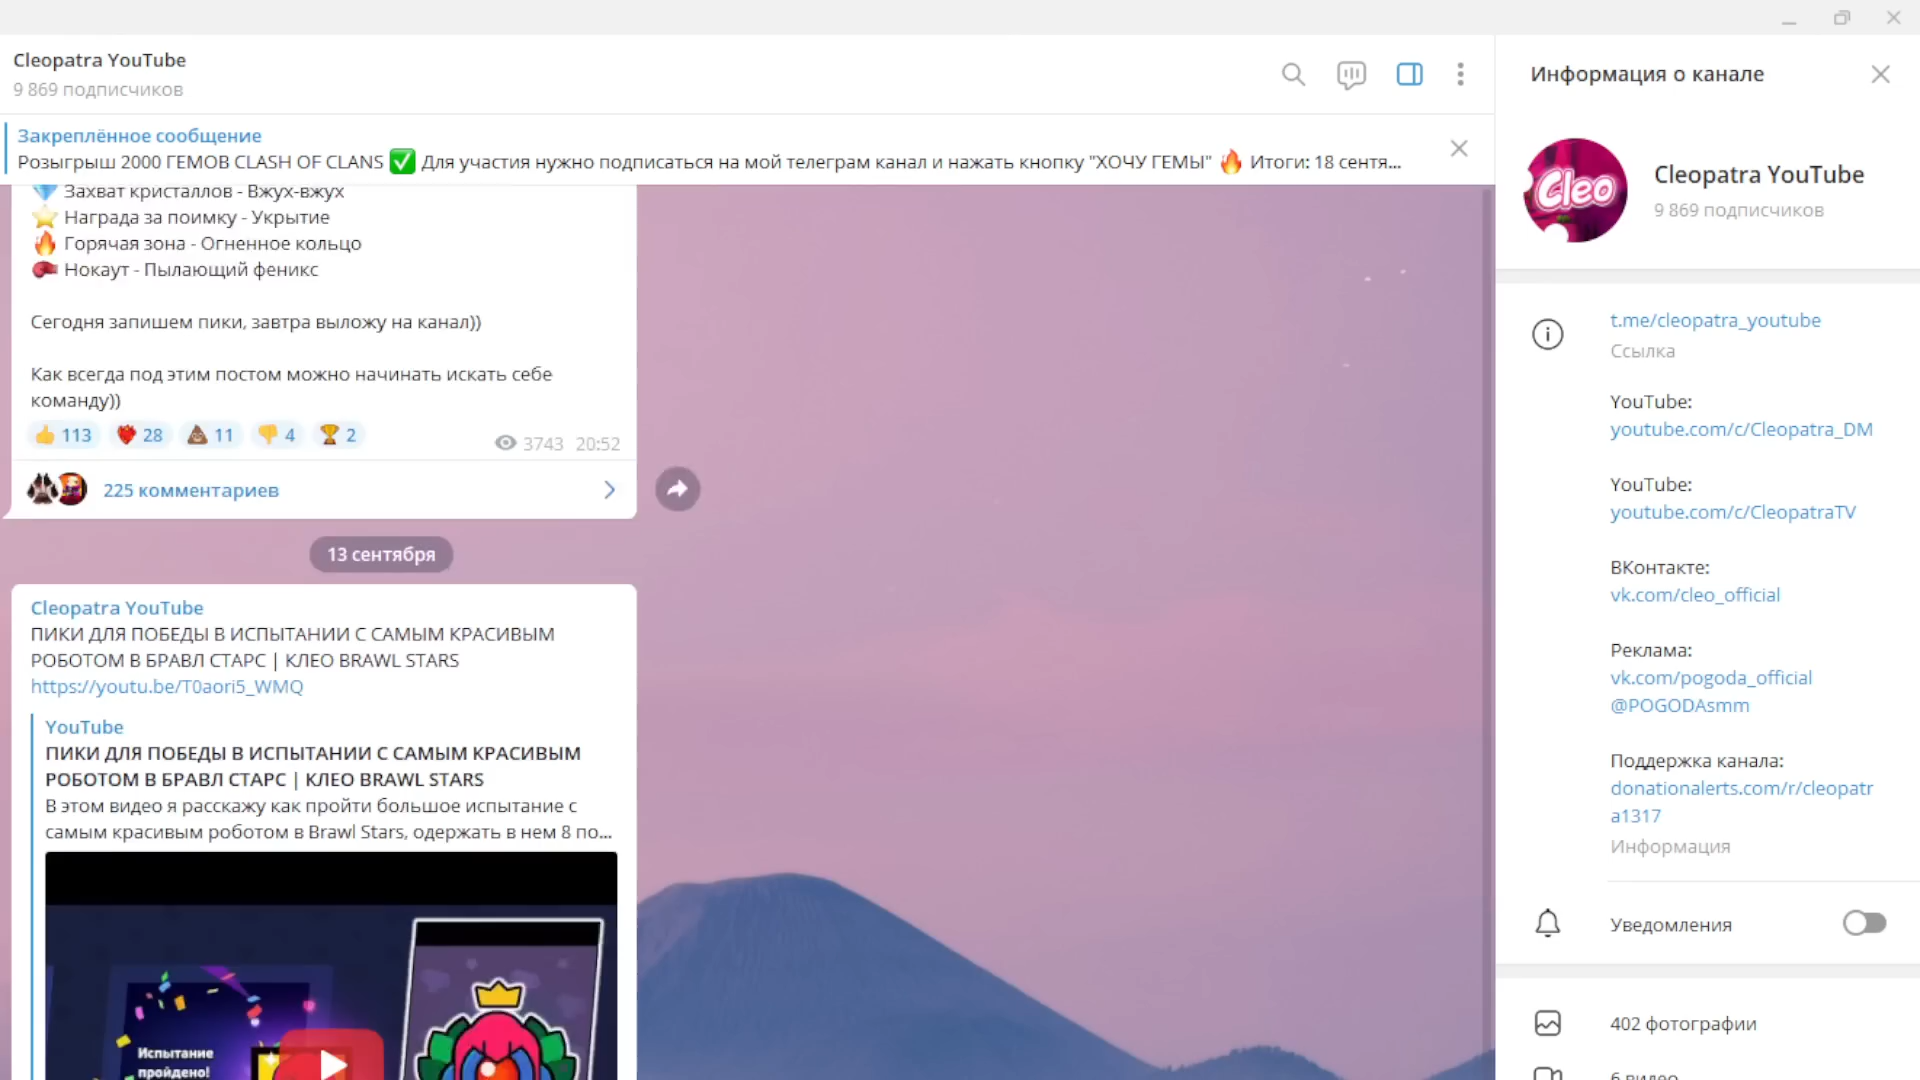 Cleopatra YouTube
9 869 подписчиков
Закреплённое сообщение
Розыгрыш 2000 ГЕМОВ CLASH OF CLANS ✅ Для участия нужно подписаться на мой телеграм канал и нажать кнопку "ХОЧУ ГЕМЫ" 🔥 Итоги: 18 сентя...
💎 Захват кристаллов - Вжух-вжух
⭐ Награда за поимку - Укрытие
🔥 Горячая зона - Огненное кольцо
🥊 Нокаут - Пылающий феникс
Сегодня запишем пики, завтра выложу на канал))
Как всегда под этим постом можно начинать искать себе
команду))
👍 113 ❤️ 28 💩 11 👎 4 🏆 2
3743 20:52
225 комментариев
13 сентября
Cleopatra YouTube
ПИКИ ДЛЯ ПОБЕДЫ В ИСПЫТАНИИ С САМЫМ КРАСИВЫМ
РОБОТОМ В БРАВЛ СТАРС | КЛЕО BRAWL STARS
https://youtu.be/T0aori5_WMQ
YouTube
ПИКИ ДЛЯ ПОБЕДЫ В ИСПЫТАНИИ С САМЫМ КРАСИВЫМ
РОБОТОМ В БРАВЛ СТАРС | КЛЕО BRAWL STARS
В этом видео я расскажу как пройти большое испытание с
самым красивым роботом в Brawl Stars, одержать в нем 8 по...
Испытание
пройдено!
Информация о канале
Cleo
Cleopatra YouTube
9 869 подписчиков
t.me/cleopatra_youtube
Ссылка
YouTube:
youtube.com/c/Cleopatra_DM
YouTube:
youtube.com/c/CleopatraTV
ВКонтакте:
vk.com/cleo_official
Реклама:
vk.com/pogoda_official
@POGODAsmm
Поддержка канала:
donationalerts.com/r/cleopatr
a1317
Информация
Уведомления
402 фотографии
6 видео